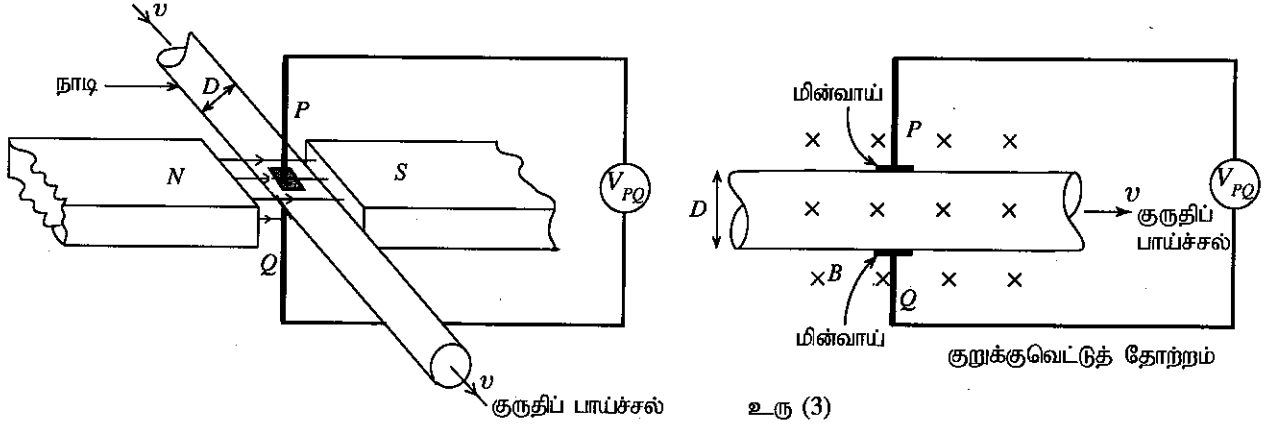 v
நாடி
D
P
N
S
V_PQ
Q
v
குருதிப் பாய்ச்சல்
மின்வாய்
P
× × × ×
D
× × × ×
v
குருதிப்
பாய்ச்சல்
V_PQ
× B × × ×
Q
மின்வாய்
குறுக்குவெட்டுத் தோற்றம்
உரு (3)